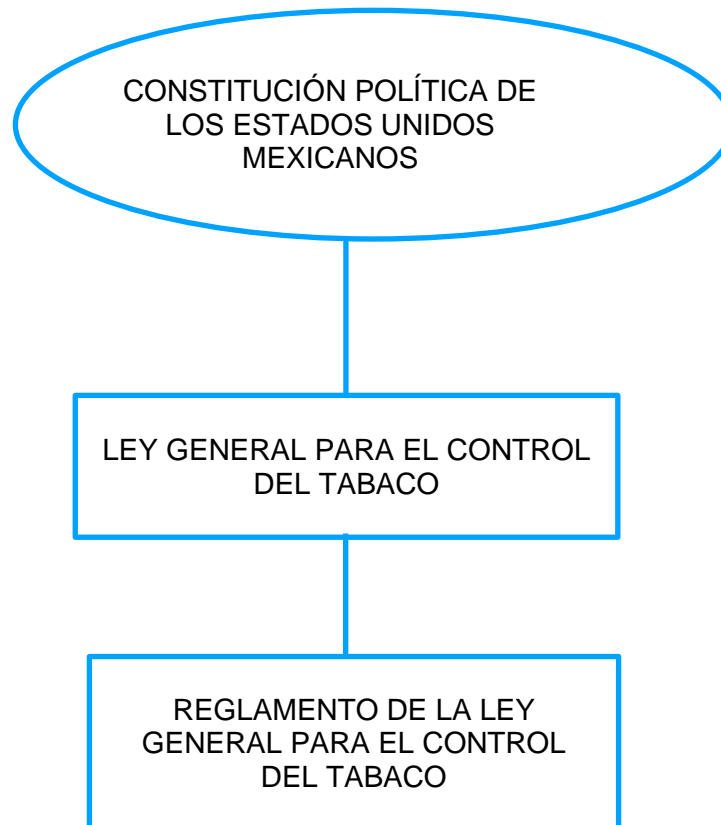 CONSTITUCIÓN POLÍTICA DE
LOS ESTADOS UNIDOS
MEXICANOS
LEY GENERAL PARA EL CONTROL
DEL TABACO
REGLAMENTO DE LA LEY
GENERAL PARA EL CONTROL
DEL TABACO